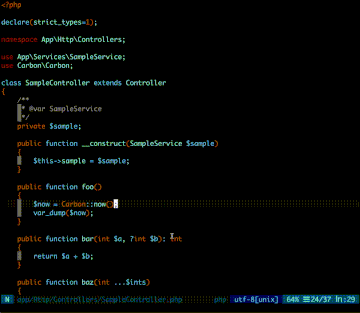 <?php
declare(strict_types=1);
namespace App\Http\Controllers;
use App\Services\SampleService;
use Carbon\Carbon;
class SampleController extends Controller
{
/**
* @var SampleService
*/
private $sample;
public function __construct(SampleService $sample)
{
$this->sample = $sample;
}
public function foo()
{
$now = Carbon::now();
var_dump($now);
}
public function bar(int $a, ?int $b): int
{
return $a + $b;
}
public function baz(int ...$ints)
{
N app/Http/Controllers/SampleController.php php utf-8[unix] 64% ☰24/37 ㏑:29